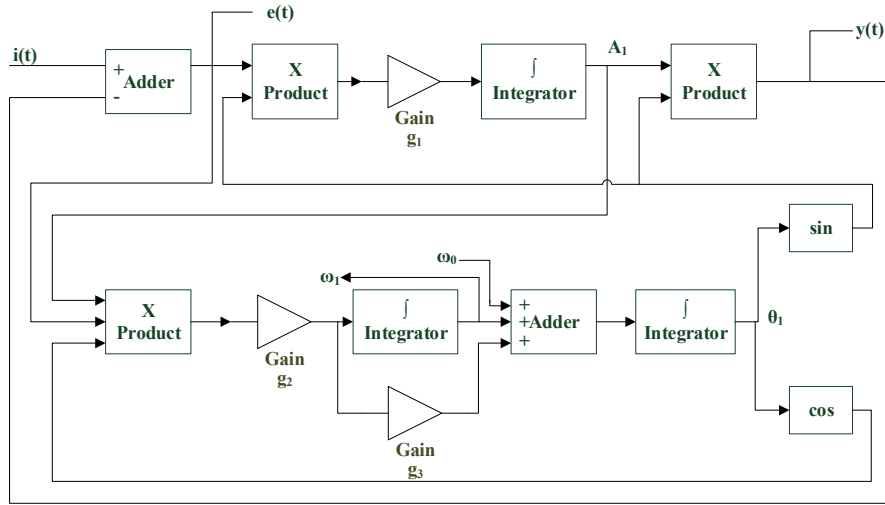 e(t)
y(t)
i(t)
A₁
+
-
Adder
X
Product
∫
Integrator
X
Product
Gain
g₁
sin
ω₀
ω₁
X
Product
∫
Integrator
+
+
+
Adder
∫
Integrator
θ₁
Gain
g₂
cos
Gain
g₃